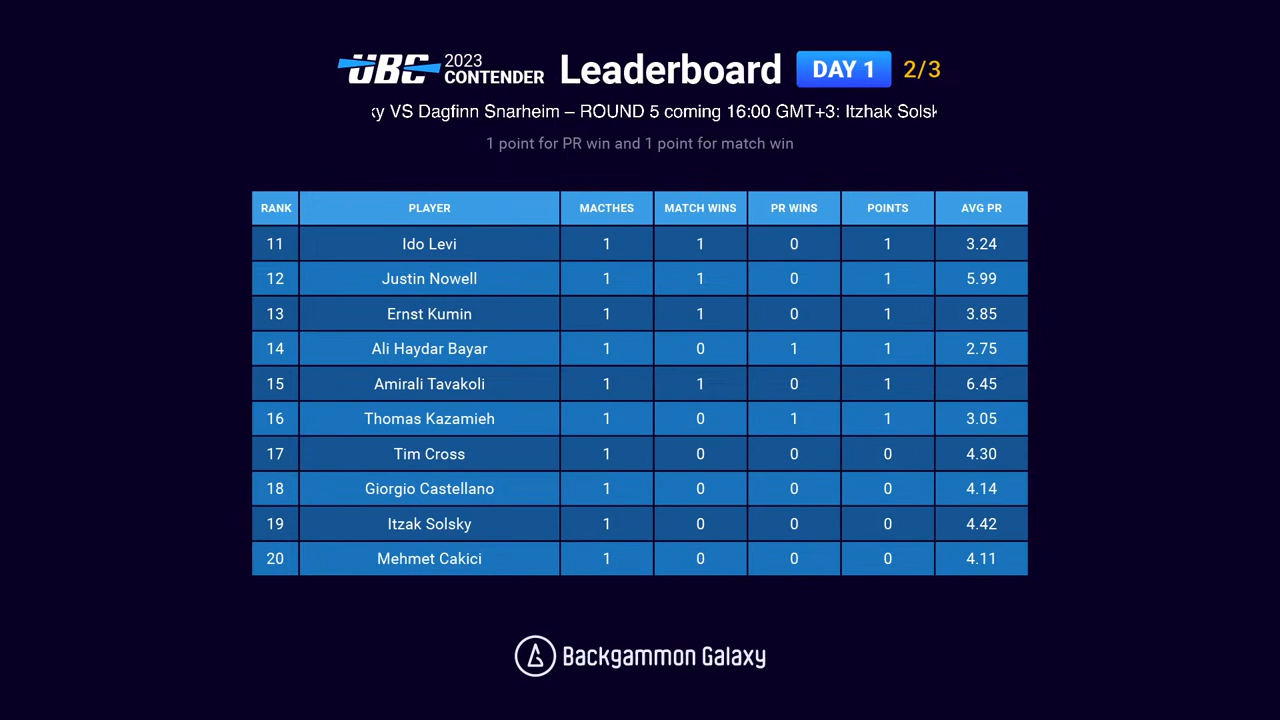 UBC 2023 CONTENDER Leaderboard DAY 1 2/3
xy VS Dagfinn Snarheim – ROUND 5 coming 16:00 GMT+3: Itzhak Solsk
1 point for PR win and 1 point for match win
RANK PLAYER MACTHES MATCH WINS PR WINS POINTS AVG PR
11 Ido Levi 1 1 0 1 3.24
12 Justin Nowell 1 1 0 1 5.99
13 Ernst Kumin 1 1 0 1 3.85
14 Ali Haydar Bayar 1 0 1 1 2.75
15 Amirali Tavakoli 1 1 0 1 6.45
16 Thomas Kazamieh 1 0 1 1 3.05
17 Tim Cross 1 0 0 0 4.30
18 Giorgio Castellano 1 0 0 0 4.14
19 Itzak Solsky 1 0 0 0 4.42
20 Mehmet Cakici 1 0 0 0 4.11
Backgammon Galaxy